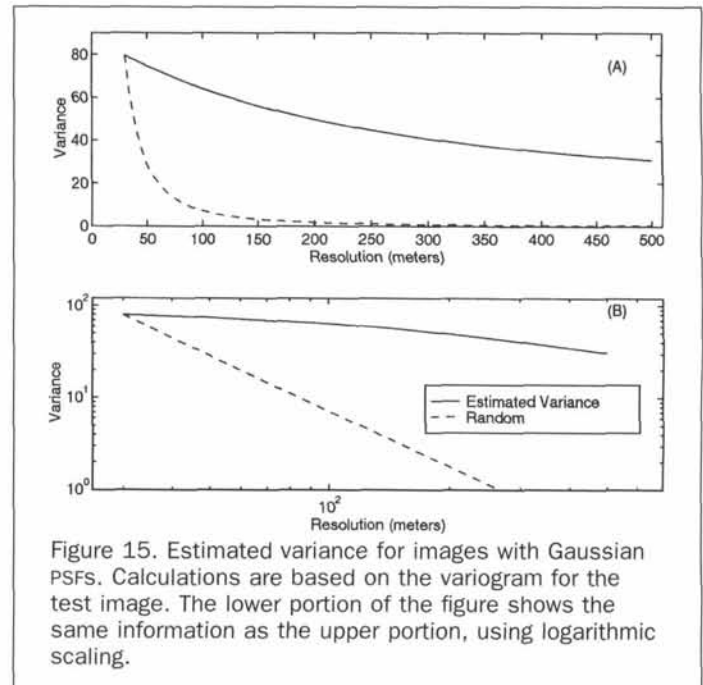 80
60
40
20
0
Variance
(A)
0 50 100 150 200 250 300 350 400 450 500
Resolution (meters)
10²
10¹
10⁰
Variance
(B)
Estimated Variance
Random
10²
Resolution (meters)
Figure 15. Estimated variance for images with Gaussian
PSFs. Calculations are based on the variogram for the
test image. The lower portion of the figure shows the
same information as the upper portion, using logarithmic
scaling.